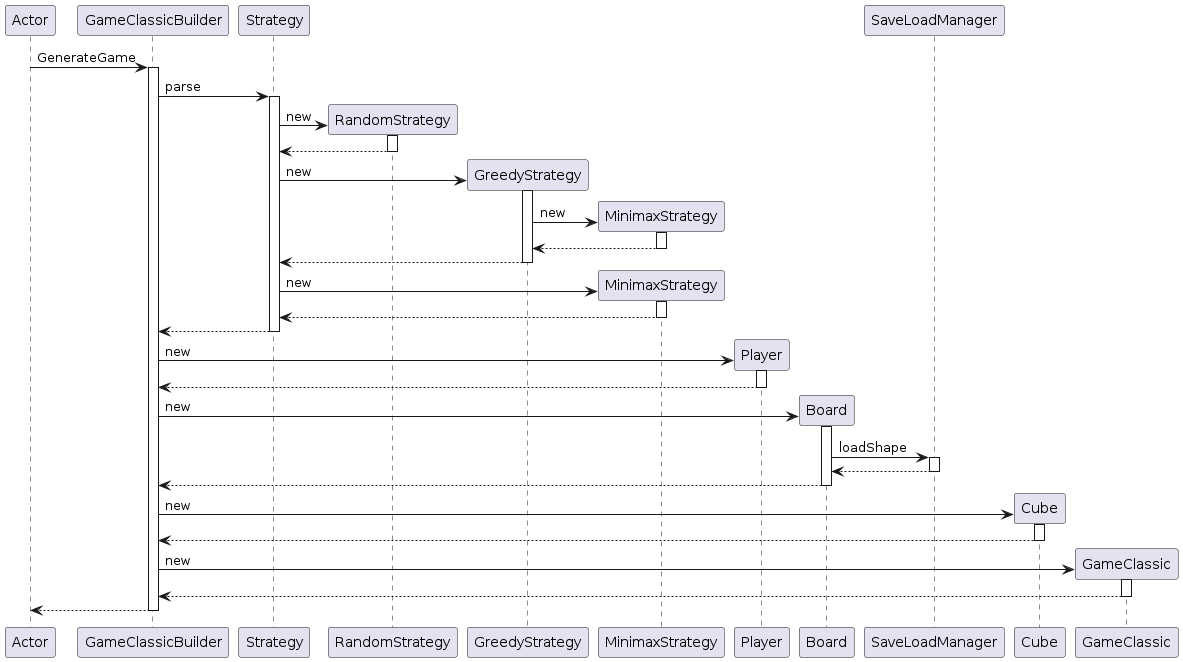 Actor GameClassicBuilder Strategy SaveLoadManager
GenerateGame
parse
new RandomStrategy
new GreedyStrategy
new MinimaxStrategy
new MinimaxStrategy
new Player
new Board
loadShape
new Cube
new GameClassic
Actor GameClassicBuilder Strategy RandomStrategy GreedyStrategy MinimaxStrategy Player Board SaveLoadManager Cube GameClassic